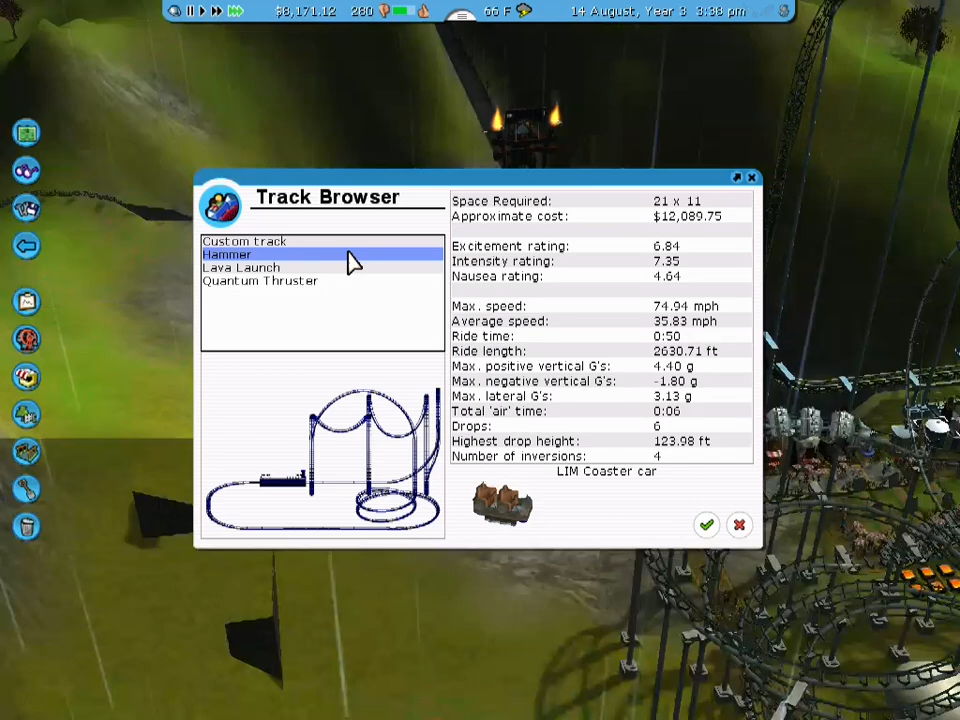 $8,171.12 280 66 F 14 August, Year 3 3:38 pm
Track Browser
Custom track
Hammer
Lava Launch
Quantum Thruster
Space Required: 21 x 11
Approximate cost: $12,089.75
Excitement rating: 6.84
Intensity rating: 7.35
Nausea rating: 4.64
Max. speed: 74.94 mph
Average speed: 35.83 mph
Ride time: 0:50
Ride length: 2630.71 ft
Max. positive vertical G's: 4.40 g
Max. negative vertical G's: -1.80 g
Max. lateral G's: 3.13 g
Total 'air' time: 0:06
Drops: 6
Highest drop height: 123.98 ft
Number of inversions: 4
LIM Coaster car